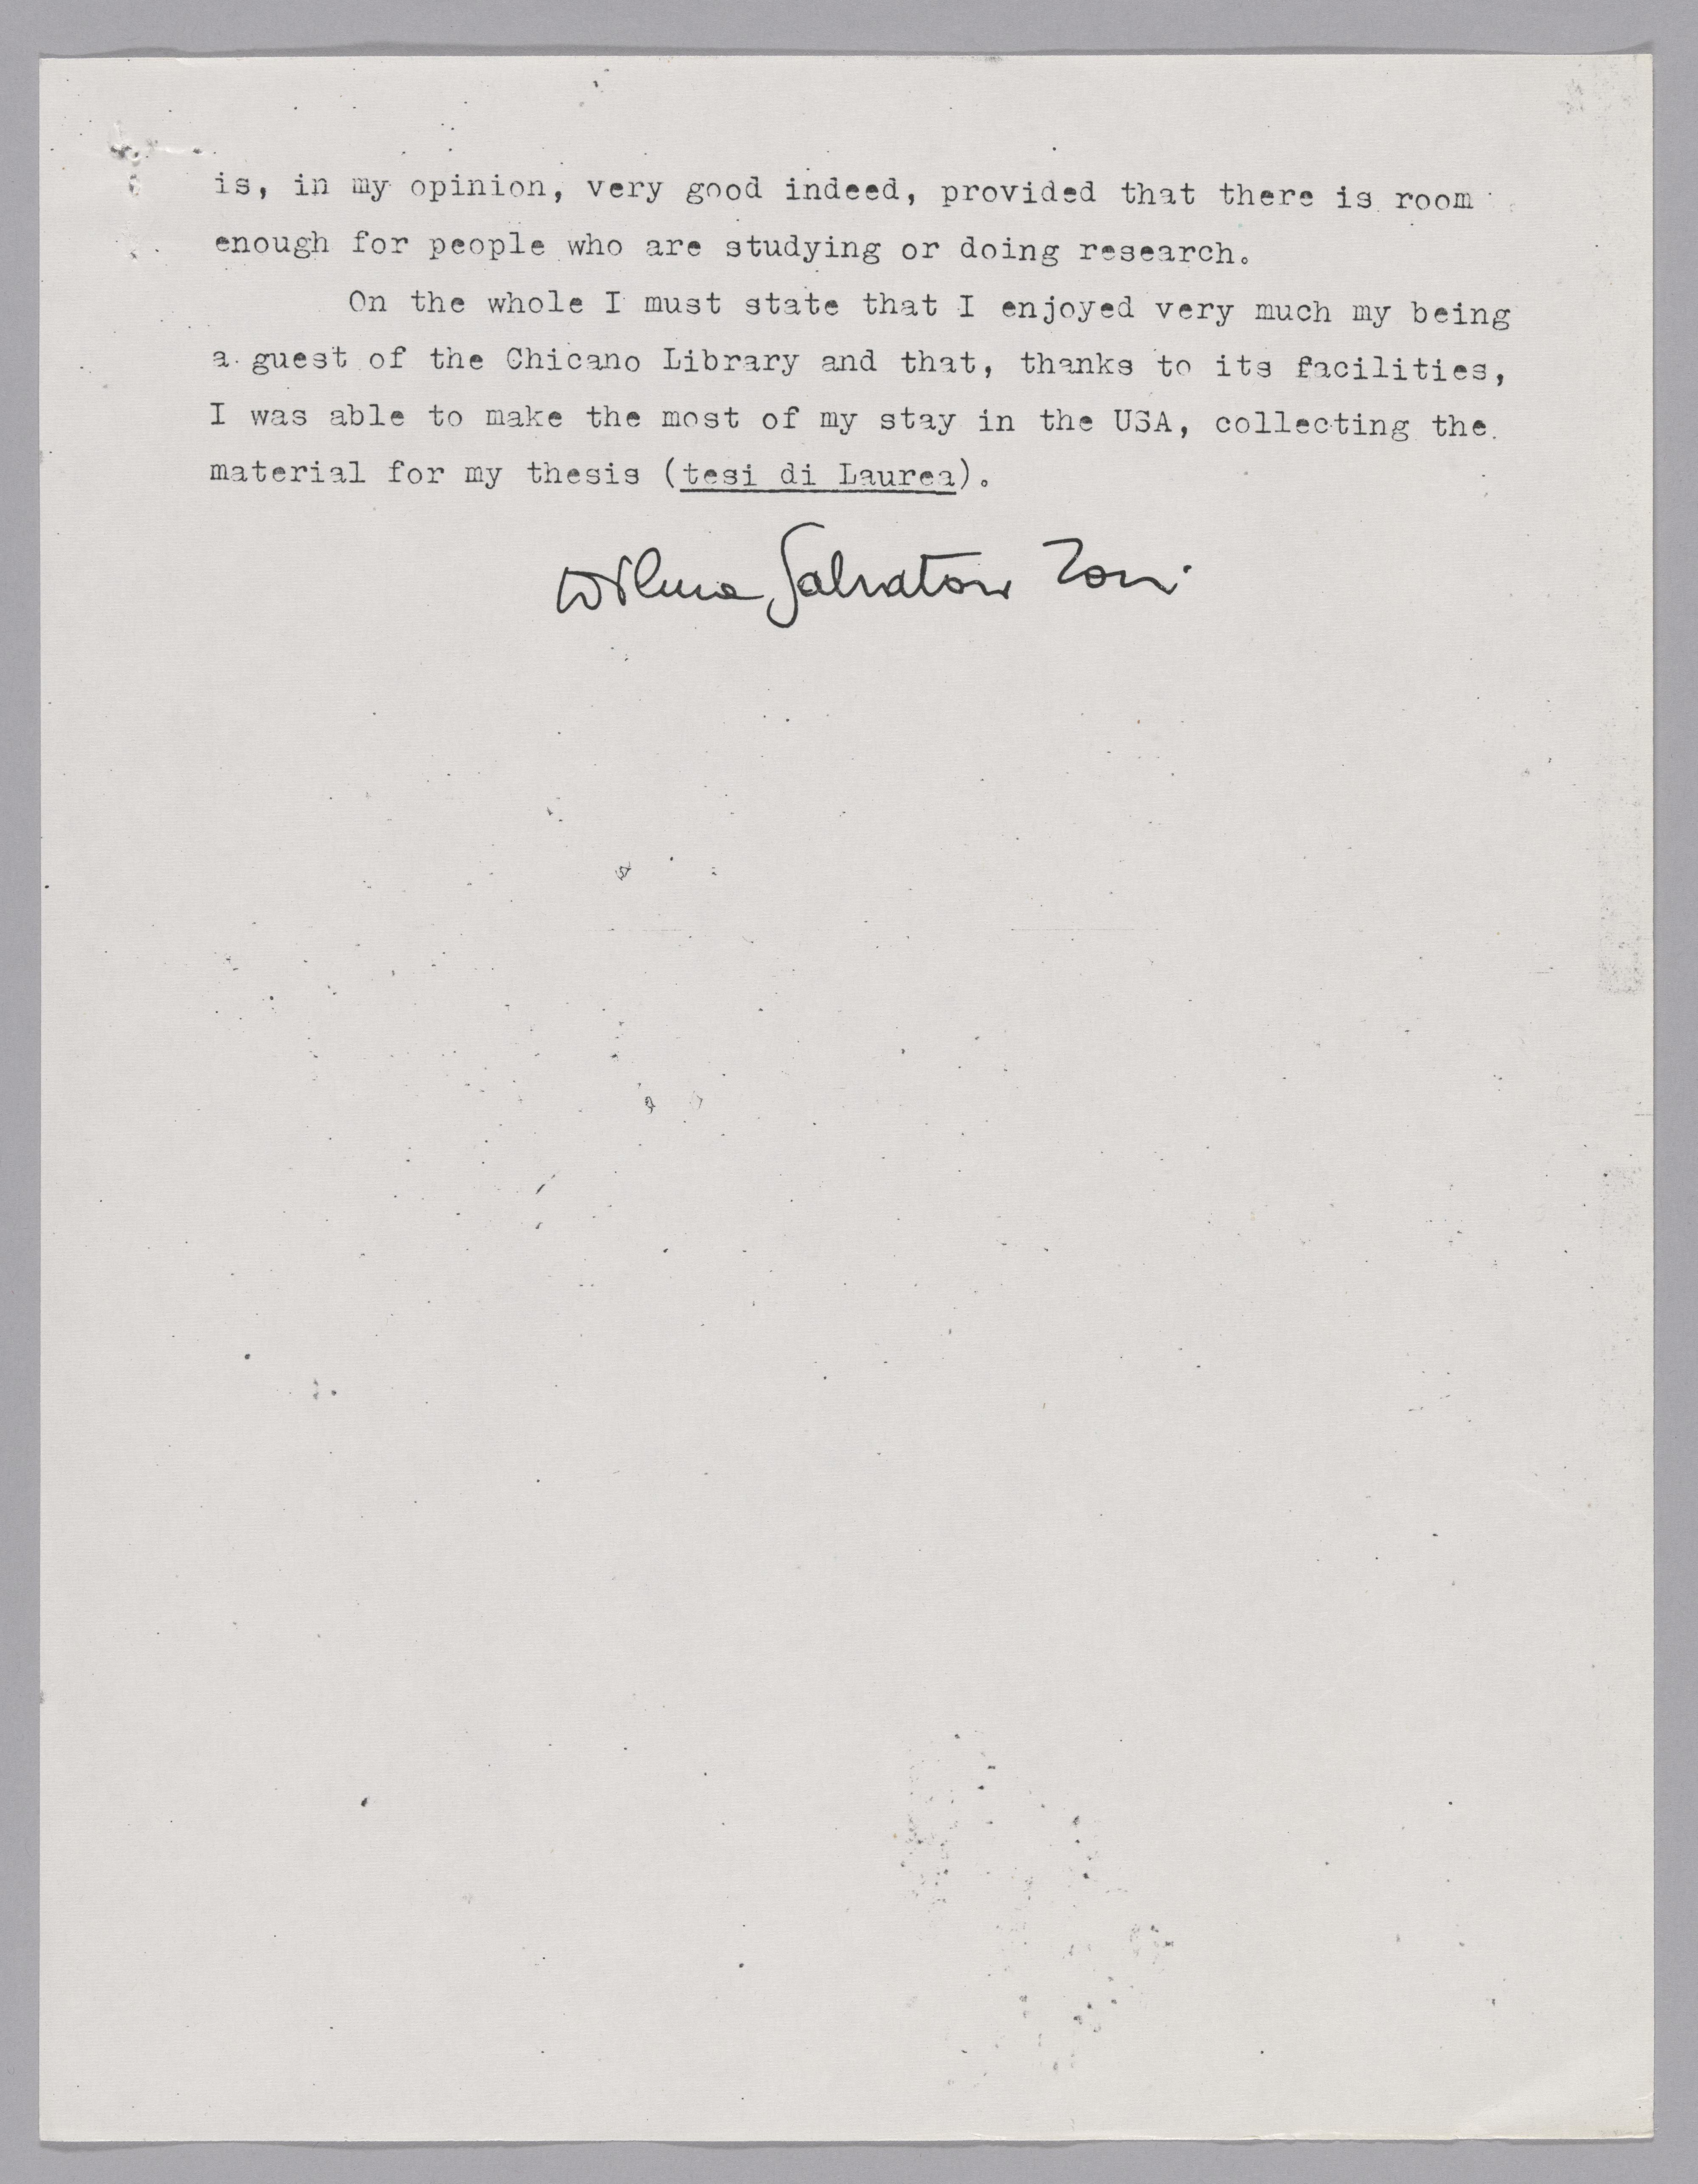 is, in my opinion, very good indeed, provided that there is room
enough for people who are studying or doing research.
On the whole I must state that I enjoyed very much my being
a guest of the Chicano Library and that, thanks to its facilities,
I was able to make the most of my stay in the USA, collecting the
material for my thesis (tesi di Laurea).
Wilma Salvatori